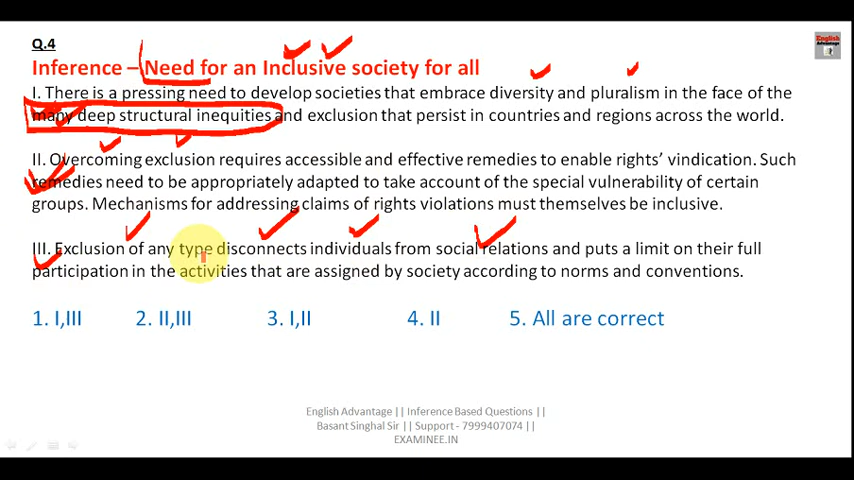 Q.4
English
Advantage
Inference – Need for an Inclusive society for all
I. There is a pressing need to develop societies that embrace diversity and pluralism in the face of the
many deep structural inequities and exclusion that persist in countries and regions across the world.
II. Overcoming exclusion requires accessible and effective remedies to enable rights’ vindication. Such
remedies need to be appropriately adapted to take account of the special vulnerability of certain
groups. Mechanisms for addressing claims of rights violations must themselves be inclusive.
III. Exclusion of any type disconnects individuals from social relations and puts a limit on their full
participation in the activities that are assigned by society according to norms and conventions.
1. I,III 2. II,III 3. I,II 4. II 5. All are correct
English Advantage || Inference Based Questions ||
Basant Singhal Sir || Support - 7999407074 ||
EXAMINEE.IN